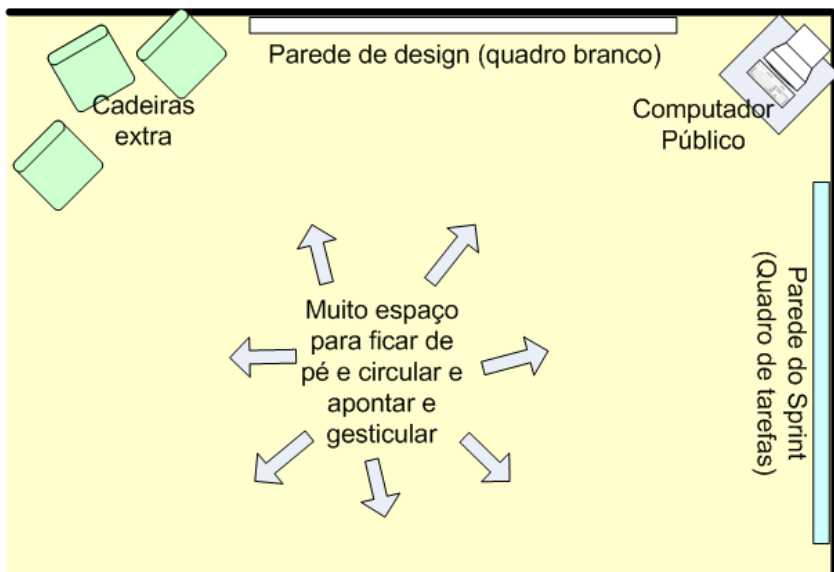 Parede de design (quadro branco)
Cadeiras
extra
Computador
Público
Muito espaço
para ficar de
pé e circular e
apontar e
gesticular
Parede do Sprint
(Quadro de tarefas)